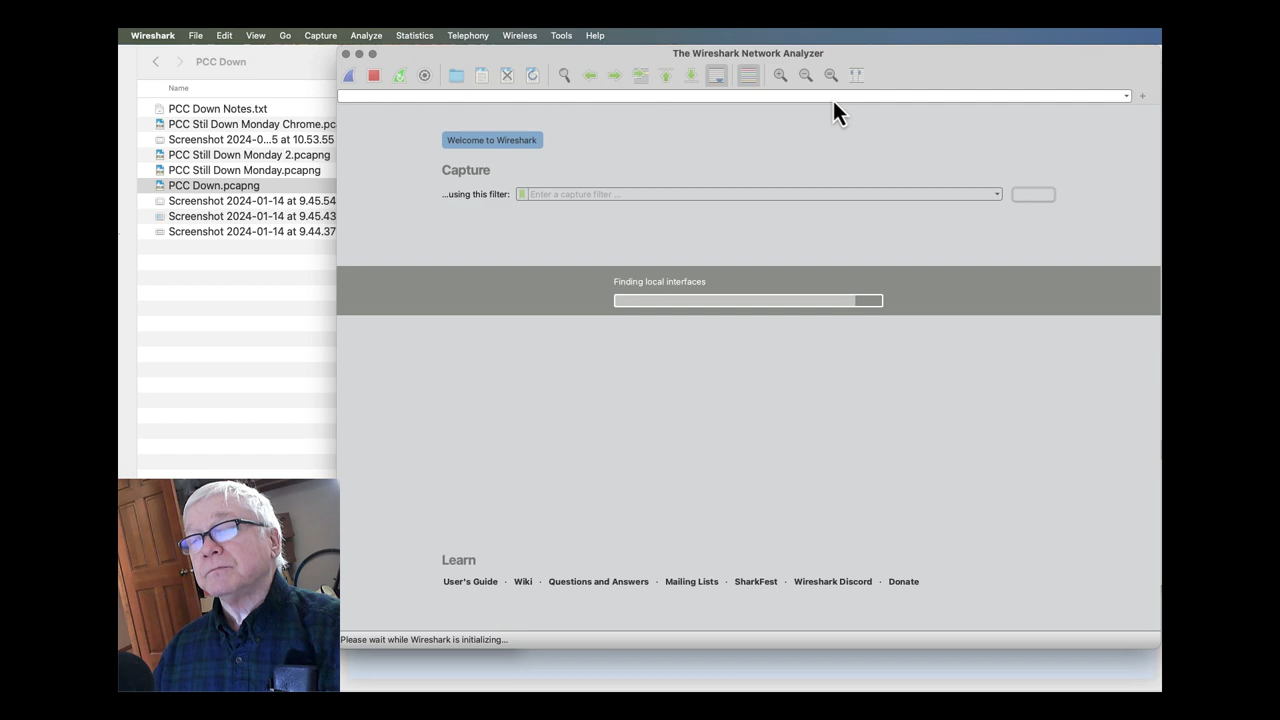 Wireshark File Edit View Go Capture Analyze Statistics Telephony Wireless Tools Help
PCC Down
The Wireshark Network Analyzer
Name
PCC Down Notes.txt
PCC Stil Down Monday Chrome.pc
Screenshot 2024-0...5 at 10.53.55
PCC Still Down Monday 2.pcapng
PCC Still Down Monday.pcapng
PCC Down.pcapng
Screenshot 2024-01-14 at 9.45.54
Screenshot 2024-01-14 at 9.45.43
Screenshot 2024-01-14 at 9.44.37
Welcome to Wireshark
Capture
...using this filter: Enter a capture filter ...
Finding local interfaces
Learn
User's Guide · Wiki · Questions and Answers · Mailing Lists · SharkFest · Wireshark Discord · Donate
Please wait while Wireshark is initializing...